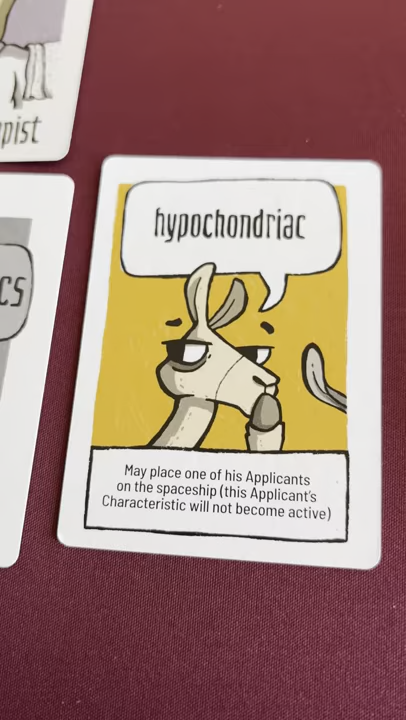 pist
cs
hypochondriac
May place one of his Applicants
on the spaceship (this Applicant's
Characteristic will not become active)